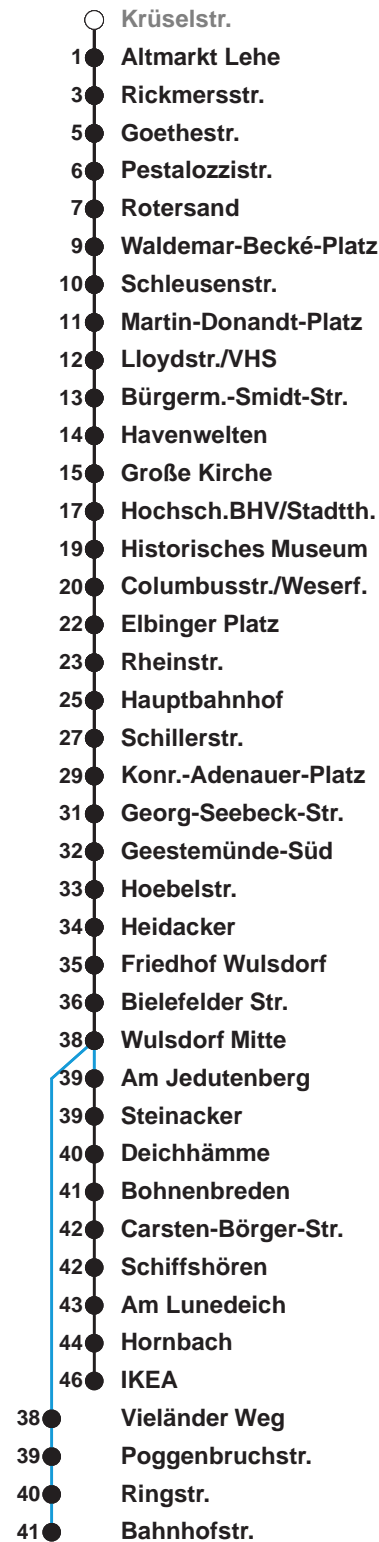 Krüselstr.
1 Altmarkt Lehe
3 Rickmersstr.
5 Goethestr.
6 Pestalozzistr.
7 Rotersand
9 Waldemar-Becké-Platz
10 Schleusenstr.
11 Martin-Donandt-Platz
12 Lloydstr./VHS
13 Bürgerm.-Smidt-Str.
14 Havenwelten
15 Große Kirche
17 Hochsch.BHV/Stadtth.
19 Historisches Museum
20 Columbusstr./Weserf.
22 Elbinger Platz
23 Rheinstr.
25 Hauptbahnhof
27 Schillerstr.
29 Konr.-Adenauer-Platz
31 Georg-Seebeck-Str.
32 Geestemünde-Süd
33 Hoebelstr.
34 Heidacker
35 Friedhof Wulsdorf
36 Bielefelder Str.
38 Wulsdorf Mitte
39 Am Jedutenberg
39 Steinacker
40 Deichhämme
41 Bohnenbreden
42 Carsten-Börger-Str.
42 Schiffshören
43 Am Lunedeich
44 Hornbach
46 IKEA
38 Vieländer Weg
39 Poggenbruchstr.
40 Ringstr.
41 Bahnhofstr.